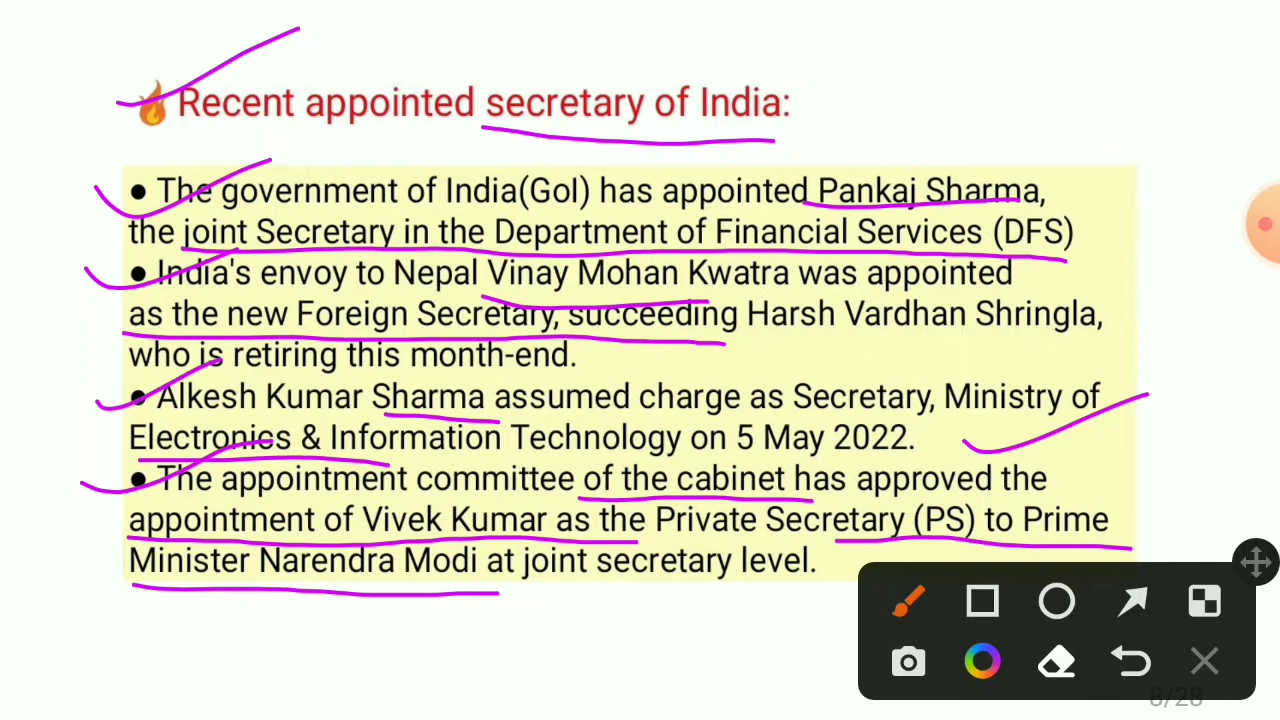 Recent appointed secretary of India:
● The government of India(GoI) has appointed Pankaj Sharma,
the joint Secretary in the Department of Financial Services (DFS)
● India's envoy to Nepal Vinay Mohan Kwatra was appointed
as the new Foreign Secretary, succeeding Harsh Vardhan Shringla,
who is retiring this month-end.
● Alkesh Kumar Sharma assumed charge as Secretary, Ministry of
Electronics & Information Technology on 5 May 2022.
● The appointment committee of the cabinet has approved the
appointment of Vivek Kumar as the Private Secretary (PS) to Prime
Minister Narendra Modi at joint secretary level.
8/28